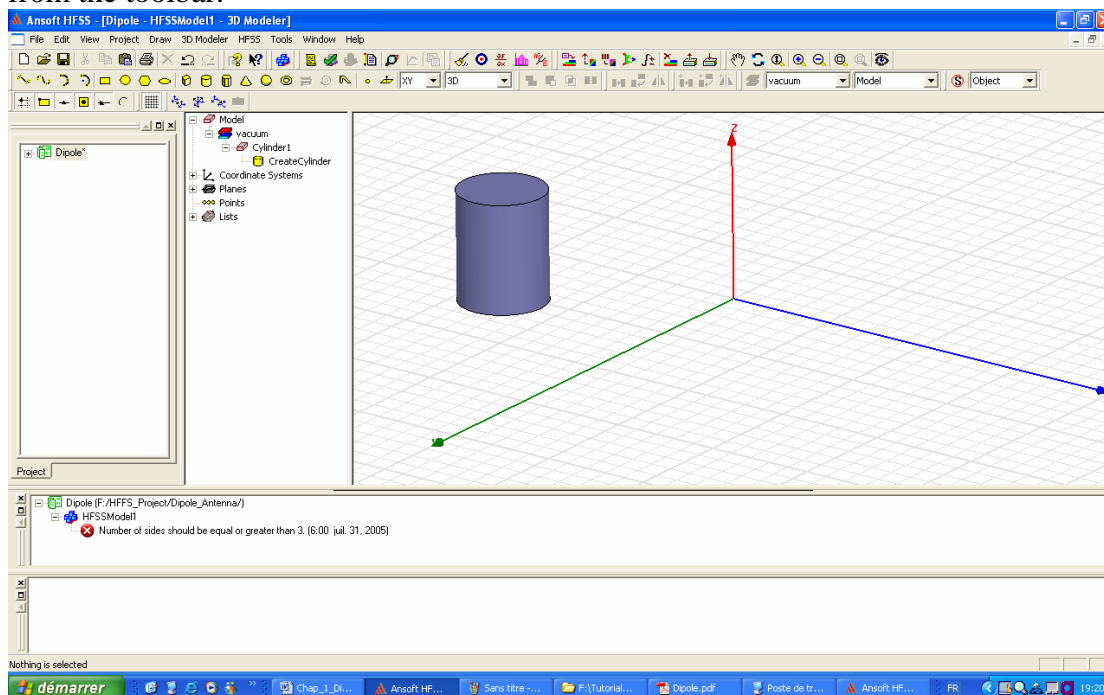 from the toolbar.
Ansoft HFSS - [Dipole - HFSSModel1 - 3D Modeler]
File Edit View Project Draw 3D Modeler HFSS Tools Window Help
XY 3D vacuum Model Object
Model
vacuum
Cylinder1
CreateCylinder
Coordinate Systems
Planes
Points
Lists
Dipole*
Z
Project
Dipole (F:/HFFS_Project/Dipole_Antenna/)
HFSSModel1
Number of sides should be equal or greater than 3. (6:00 juil. 31, 2005)
Nothing is selected
démarrer Chap_1_Di... Ansoft HF... Sans titre -... F:\Tutorial... Dipole.pdf Poste de tr... Ansoft HF... FR 19:20